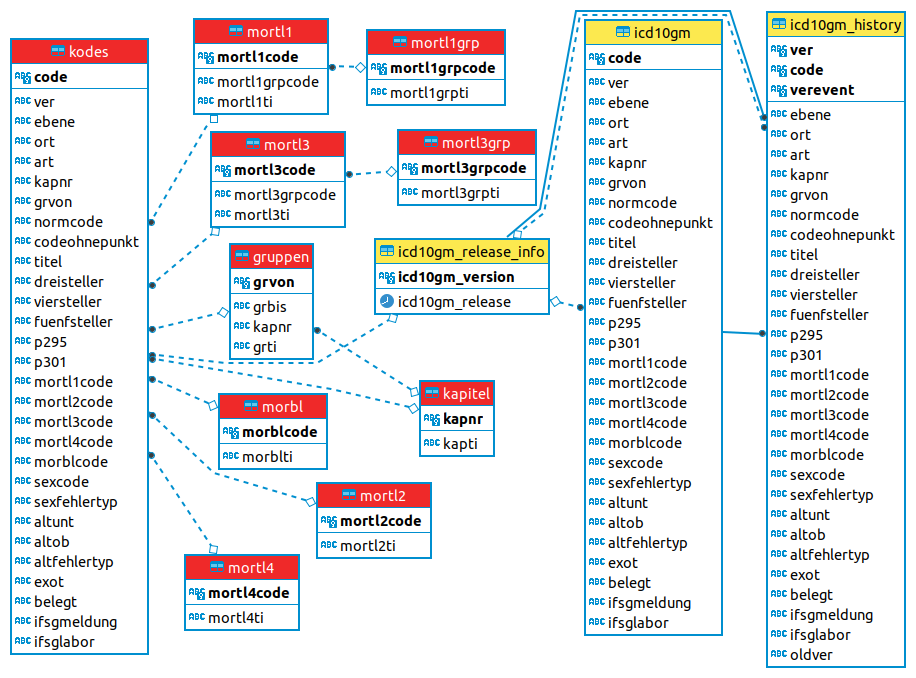 kodes
code
ver
ebene
ort
art
kapnr
grvon
normcode
codeohnepunkt
titel
dreisteller
viersteller
fuenfsteller
p295
p301
mortl1code
mortl2code
mortl3code
mortl4code
morblcode
sexcode
sexfehlertyp
altunt
altob
altfehlertyp
exot
belegt
ifsgmeldung
ifsglabor
mortl1
mortl1code
mortl1grpcode
mortl1ti
mortl1grp
mortl1grpcode
mortl1grpti
mortl3
mortl3code
mortl3grpcode
mortl3ti
mortl3grp
mortl3grpcode
mortl3grpti
gruppen
grvon
grbis
kapnr
grti
icd10gm_release_info
icd10gm_version
icd10gm_release
kapitel
kapnr
kapti
morbl
morblcode
morblti
mortl2
mortl2code
mortl2ti
mortl4
mortl4code
mortl4ti
icd10gm
code
ver
ebene
ort
art
kapnr
grvon
normcode
codeohnepunkt
titel
dreisteller
viersteller
fuenfsteller
p295
p301
mortl1code
mortl2code
mortl3code
mortl4code
morblcode
sexcode
sexfehlertyp
altunt
altob
altfehlertyp
exot
belegt
ifsgmeldung
ifsglabor
icd10gm_history
ver
code
verevent
ebene
ort
art
kapnr
grvon
normcode
codeohnepunkt
titel
dreisteller
viersteller
fuenfsteller
p295
p301
mortl1code
mortl2code
mortl3code
mortl4code
morblcode
sexcode
sexfehlertyp
altunt
altob
altfehlertyp
exot
belegt
ifsgmeldung
ifsglabor
oldver